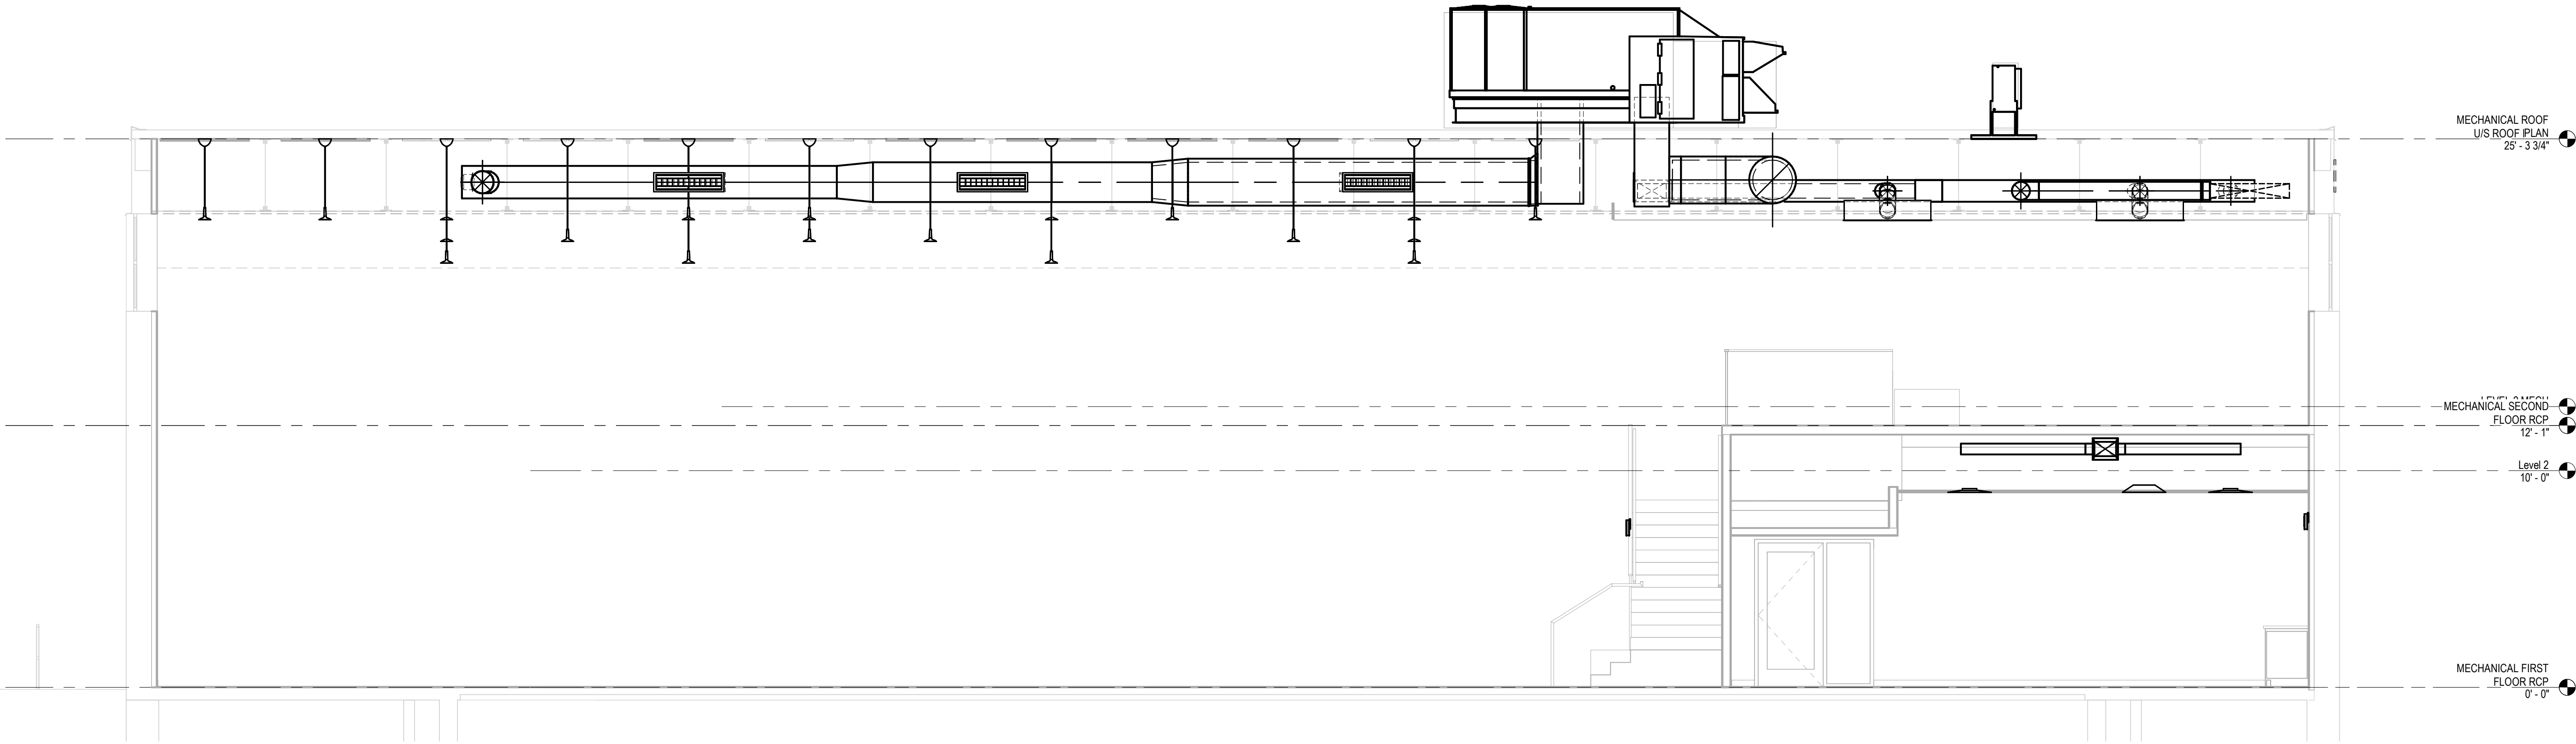 MECHANICAL ROOF
U/S ROOF PLAN
25' - 3 3/4"
MECHANICAL SECOND
FLOOR RCP
12' - 1"
Level 2
10' - 0"
MECHANICAL FIRST
FLOOR RCP
0' - 0"